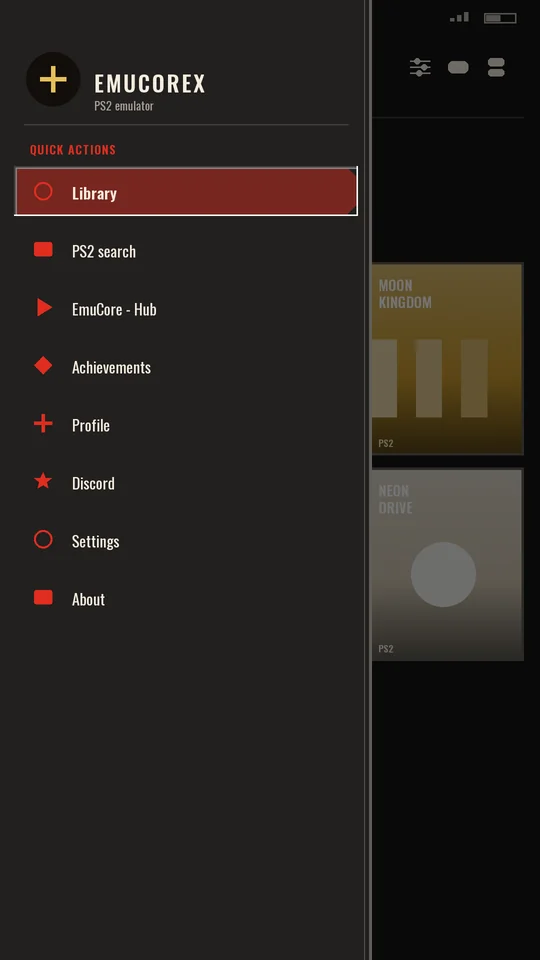 EMUCOREX
PS2 emulator
QUICK ACTIONS
Library
PS2 search
EmuCore - Hub
Achievements
Profile
Discord
Settings
About
MOON
KINGDOM
PS2
NEON
DRIVE
PS2